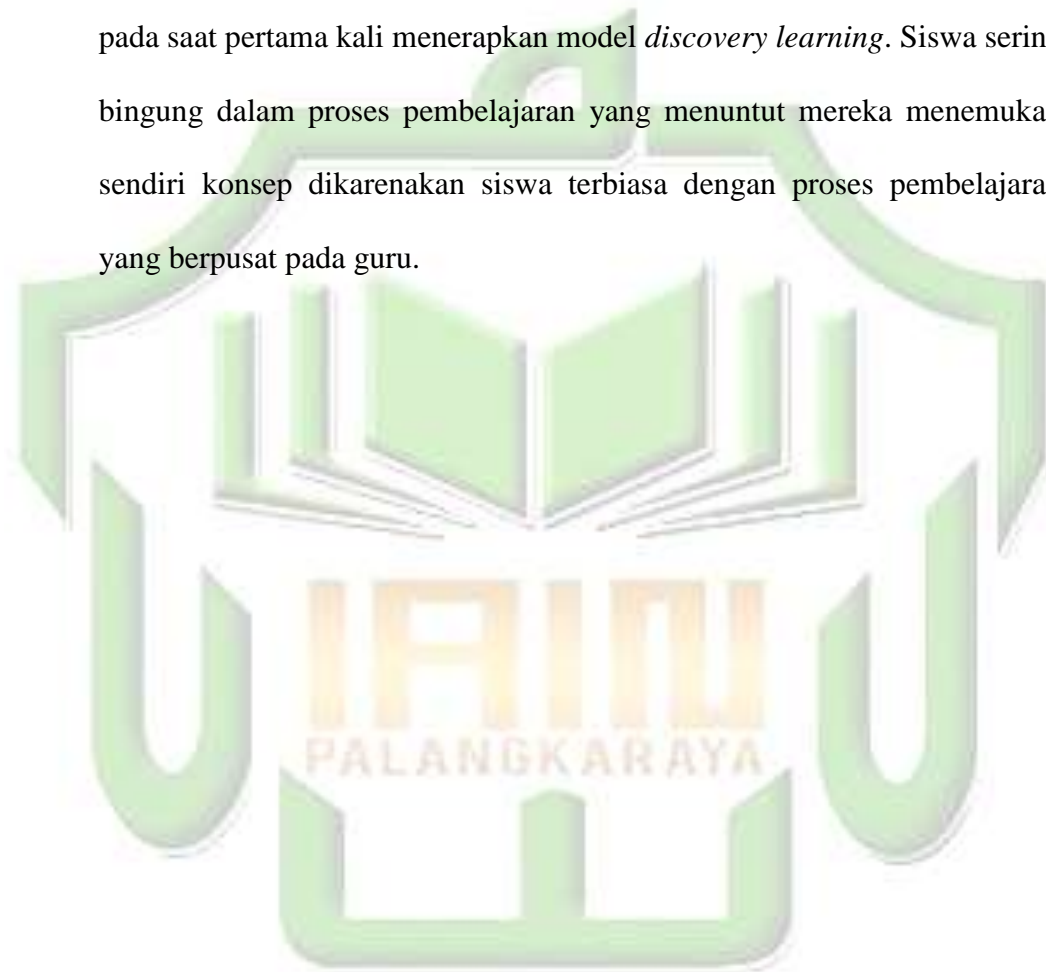 pada saat pertama kali menerapkan model discovery learning. Siswa serin
bingung dalam proses pembelajaran yang menuntut mereka menemuka
sendiri konsep dikarenakan siswa terbiasa dengan proses pembelajara
yang berpusat pada guru.
IAIN
PALANGKARAYA